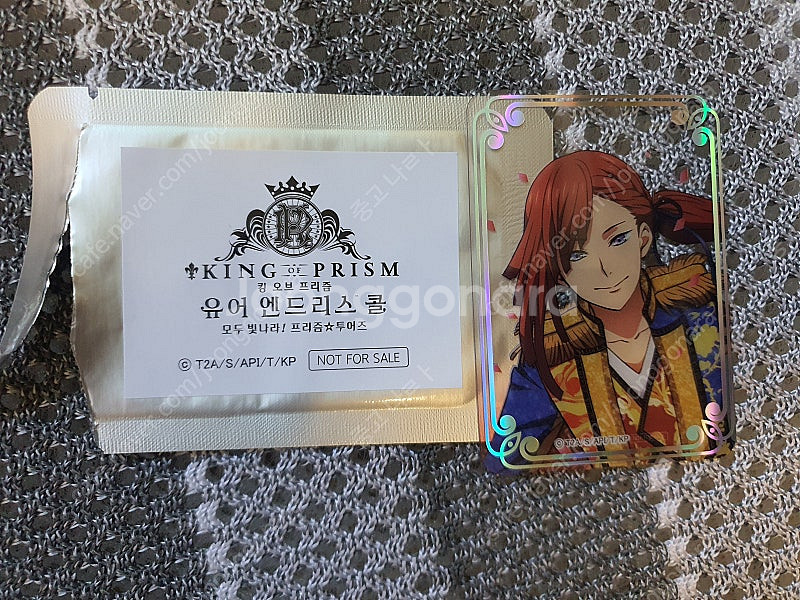 KING OF PRISM
킹 오브 프리즘
유어 엔드리스 콜
모두 빛나라! 프리즘☆투어즈
© T2A/S/API/T/KP NOT FOR SALE
©T2A/S/API/T/KP
joonggonara